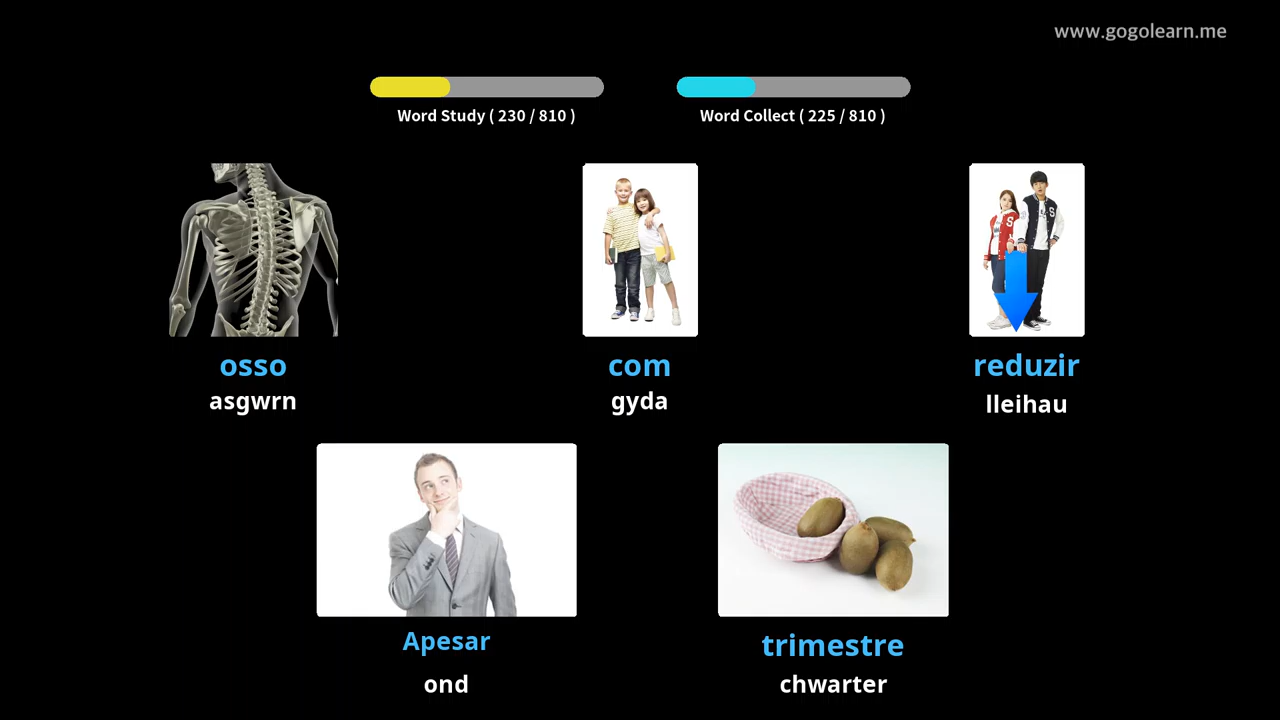 www.gogolearn.me
Word Study ( 230 / 810 )
Word Collect ( 225 / 810 )
osso
asgwrn
com
gyda
reduzir
lleihau
Apesar
ond
trimestre
chwarter